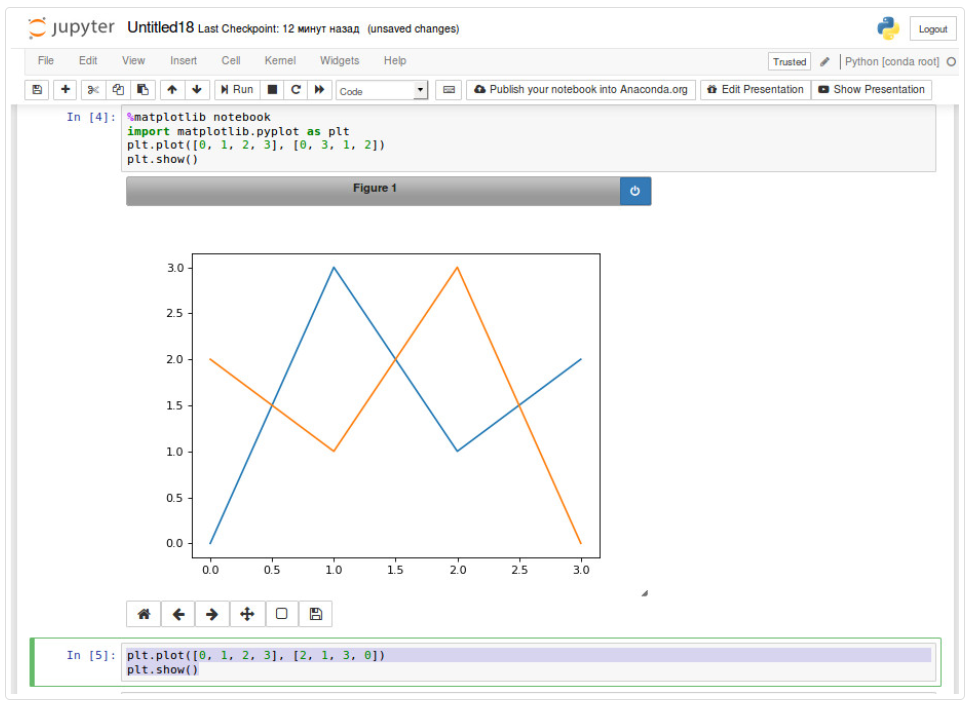 jupyter Untitled18 Last Checkpoint: 12 минут назад (unsaved changes) Logout
File Edit View Insert Cell Kernel Widgets Help Trusted Python [conda root]
Run Code Publish your notebook into Anaconda.org Edit Presentation Show Presentation
In [4]: %matplotlib notebook
import matplotlib.pyplot as plt
plt.plot([0, 1, 2, 3], [0, 3, 1, 2])
plt.show()
Figure 1
3.0
2.5
2.0
1.5
1.0
0.5
0.0
0.0 0.5 1.0 1.5 2.0 2.5 3.0
In [5]: plt.plot([0, 1, 2, 3], [2, 1, 3, 0])
plt.show()